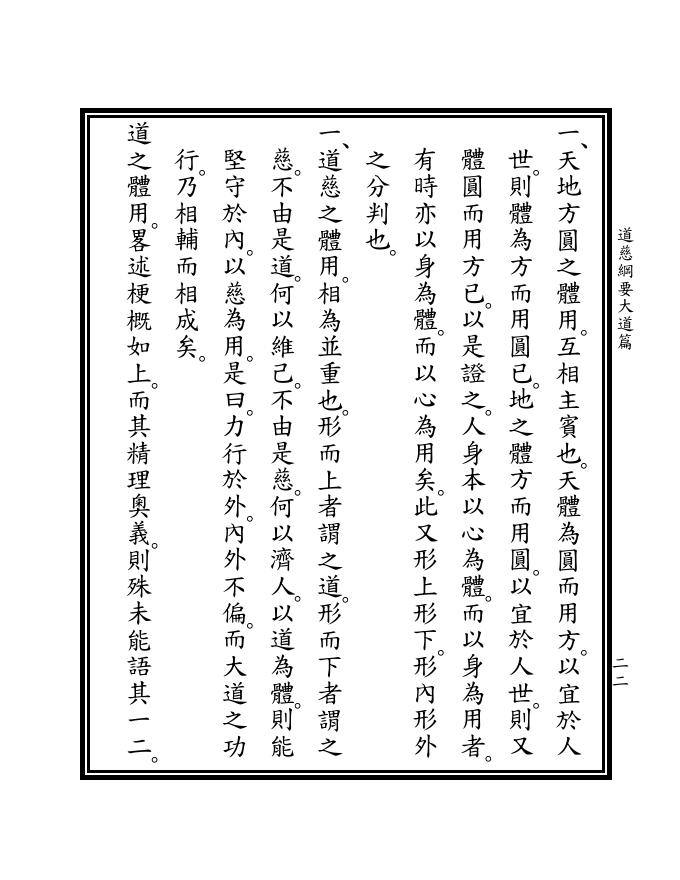 道慈綱要大道篇
二二
一、天地方圓之體用。互相主賓也。天體為圓而用方。以宜於人
世。則體為方而用圓已。地之體方而用圓。以宜於人世。則又
體圓而用方已。以是證之。人身本以心為體。而以身為用者。
有時亦以身為體。而以心為用矣。此又形上形下。形內形外
之分判也。
一、道慈之體用。相為並重也。形而上者謂之道。形而下者謂之
慈。不由是道。何以維己。不由是慈。何以濟人。以道為體。則能
堅守於內。以慈為用。是曰力行於外。內外不偏。而大道之功
行。乃相輔而相成矣。
道之體用。畧述梗概如上。而其精理奧義。則殊未能語其一二。